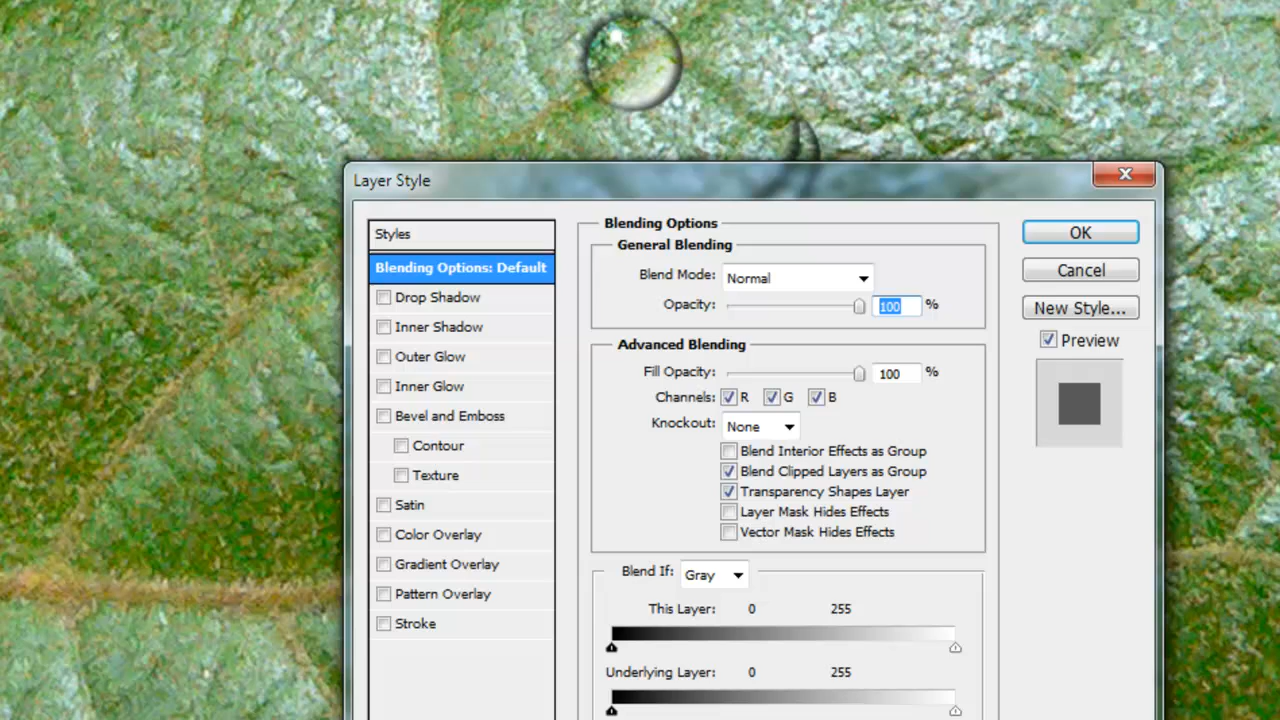 Layer Style
Styles
Blending Options: Default
Drop Shadow
Inner Shadow
Outer Glow
Inner Glow
Bevel and Emboss
Contour
Texture
Satin
Color Overlay
Gradient Overlay
Pattern Overlay
Stroke
Blending Options
General Blending
Blend Mode: Normal
Opacity: 100 %
Advanced Blending
Fill Opacity: 100 %
Channels: R G B
Knockout: None
Blend Interior Effects as Group
Blend Clipped Layers as Group
Transparency Shapes Layer
Layer Mask Hides Effects
Vector Mask Hides Effects
Blend If: Gray
This Layer: 0 255
Underlying Layer: 0 255
OK
Cancel
New Style...
Preview